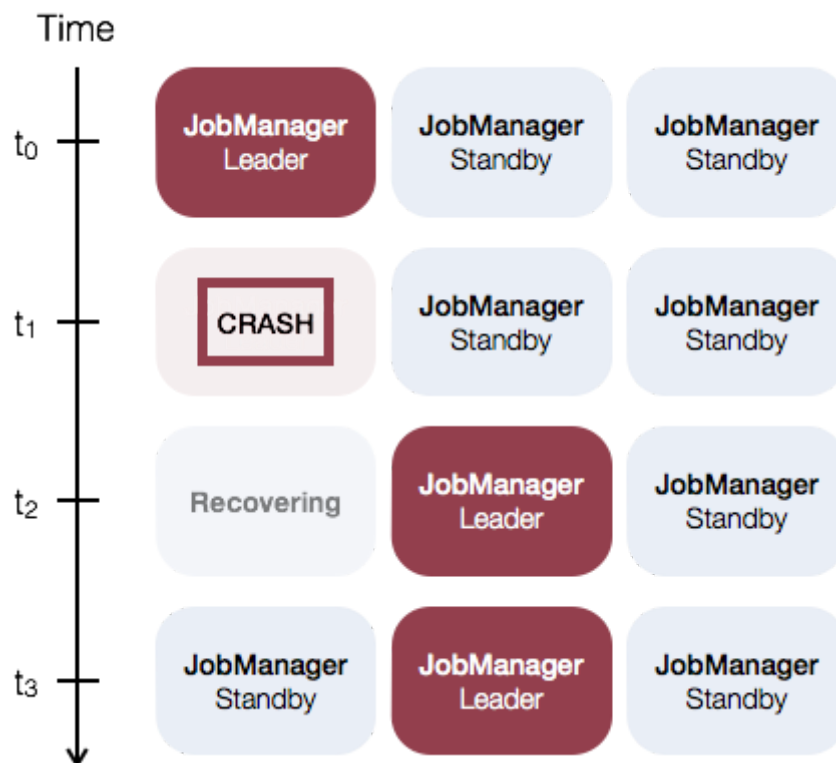 Time
t0
JobManager
Leader
JobManager
Standby
JobManager
Standby
t1
CRASH
JobManager
Standby
JobManager
Standby
t2
Recovering
JobManager
Leader
JobManager
Standby
t3
JobManager
Standby
JobManager
Leader
JobManager
Standby